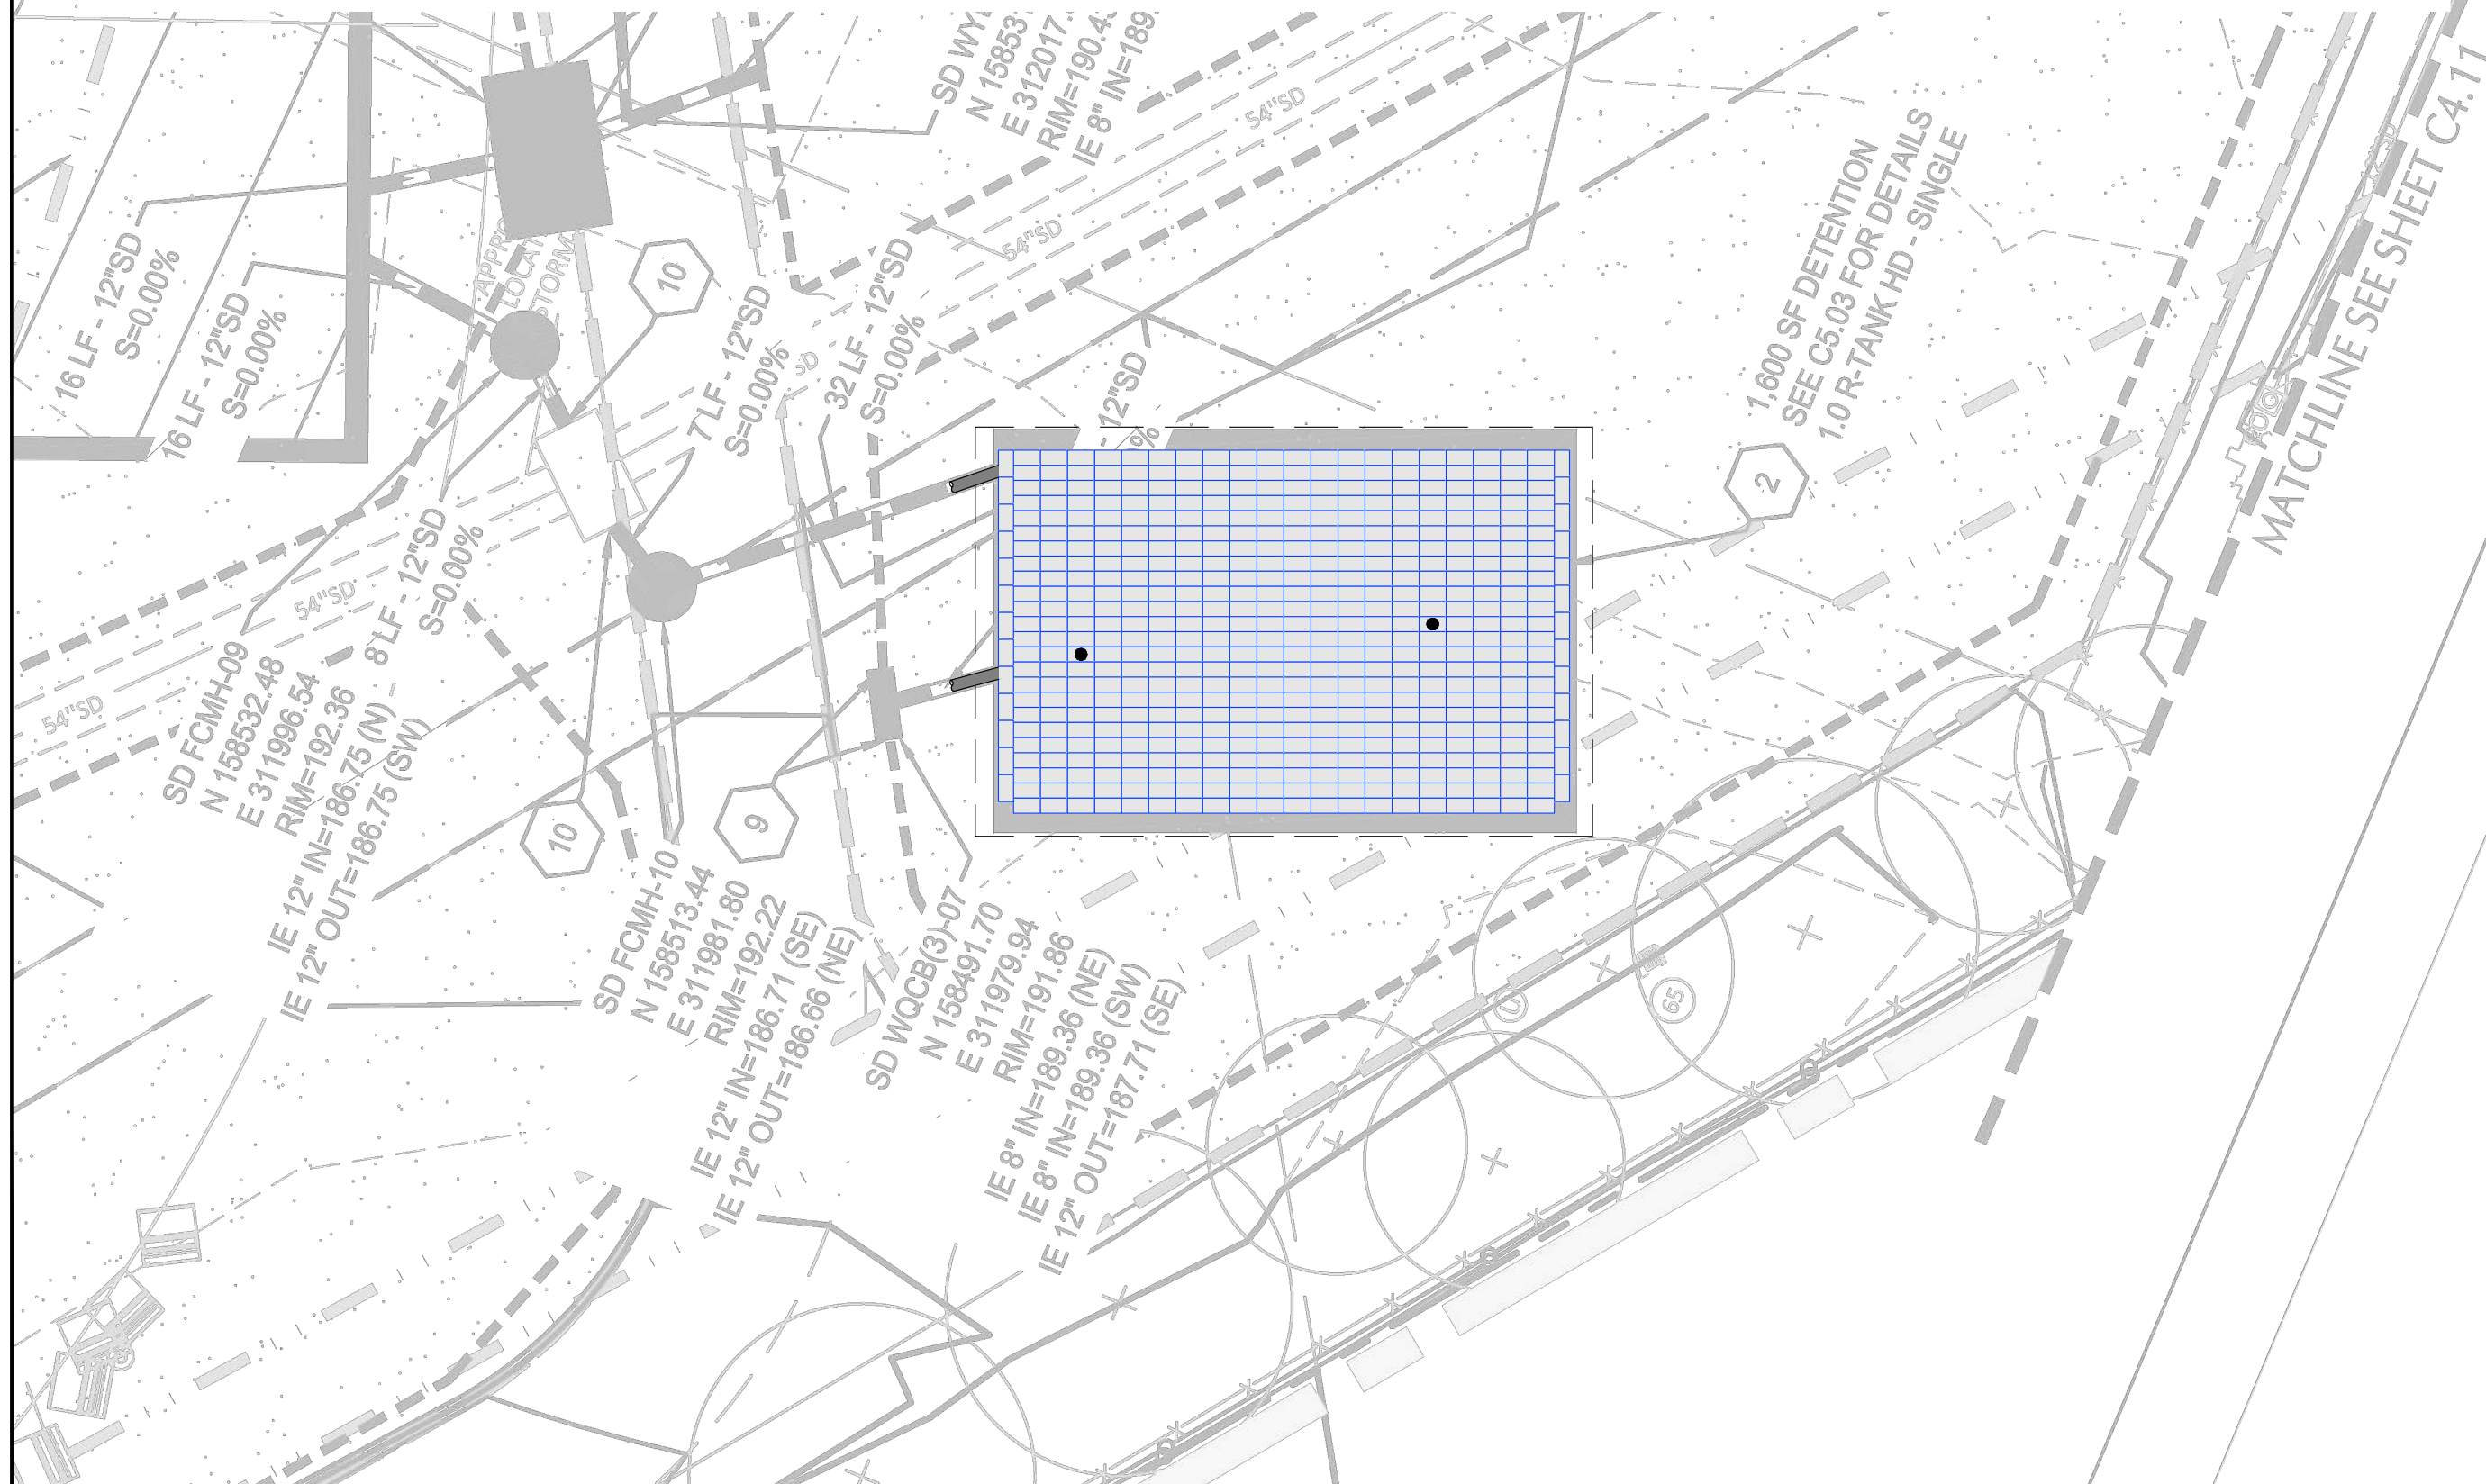 SD WY
N 15853
E 312017.
RIM=190.4
IE 8" IN=189.
54"SD
54"SD
1,600 SF DETENTION
SEE C5.03 FOR DETAILS
1.0 R-TANK HD - SINGLE
MATCHLINE SEE SHEET C4.11
16 LF - 12"SD
S=0.00%
16 LF - 12"SD
S=0.00%
APPRO
LOCAT
STORM
10
7 LF - 12"SD
S=0.00%
SD
32 LF - 12"SD
S=0.00%
- 12"SD
%
2
8 LF - 12"SD
S=0.00%
54"SD
54"SD
SD FCMH-09
N 158532.48
E 311996.54
RIM=192.36
IE 12" IN=186.75 (N)
IE 12" OUT=186.75 (SW)
10
9
SD FCMH-10
N 158513.44
E 311981.80
RIM=192.22
IE 12" IN=186.71 (SE)
IE 12" OUT=186.66 (NE)
SD WQCB(3)-07
N 158491.70
E 311979.94
RIM=191.86
IE 8" IN=189.36 (NE)
IE 8" IN=189.36 (SW)
IE 12" OUT=187.71 (SE)
65